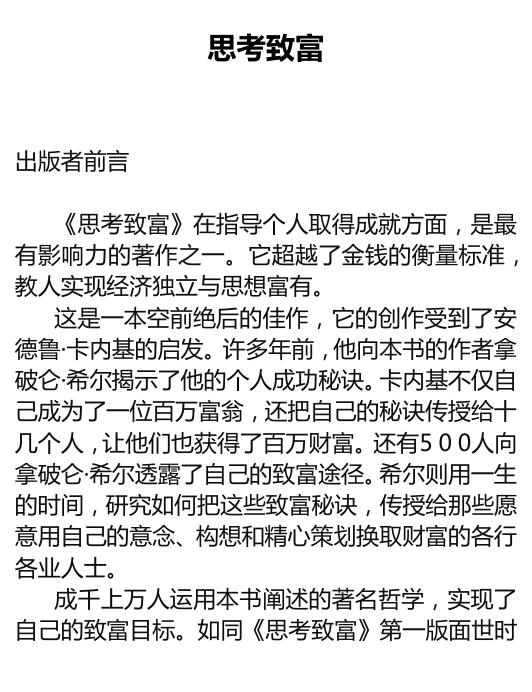 思考致富
出版者前言
《思考致富》在指导个人取得成就方面，是最
有影响力的著作之一。它超越了金钱的衡量标准，
教人实现经济独立与思想富有。
这是一本空前绝后的佳作，它的创作受到了安
德鲁·卡内基的启发。许多年前，他向本书的作者拿
破仑·希尔揭示了他的个人成功秘诀。卡内基不仅自
己成为了一位百万富翁，还把自己的秘诀传授给十
几个人，让他们也获得了百万财富。还有５００人向
拿破仑·希尔透露了自己的致富途径。希尔则用一生
的时间，研究如何把这些致富秘诀，传授给那些愿
意用自己的意念、构想和精心策划换取财富的各行
各业人士。
成千上万人运用本书阐述的著名哲学，实现了
自己的致富目标。如同《思考致富》第一版面世时